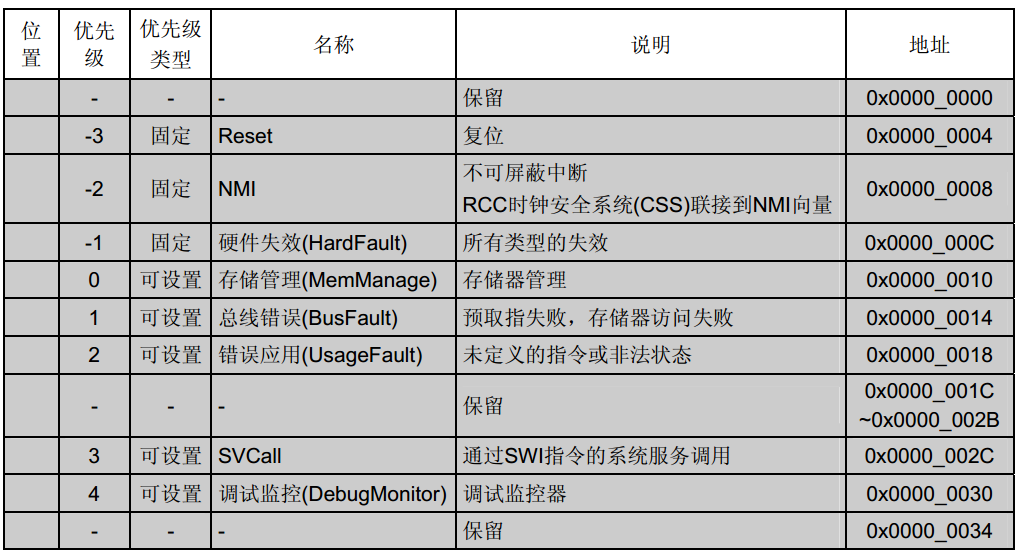 位置 优先级 优先级类型 名称 说明 地址
- - - 保留 0x0000_0000
-3 固定 Reset 复位 0x0000_0004
-2 固定 NMI 不可屏蔽中断
RCC时钟安全系统(CSS)联接到NMI向量 0x0000_0008
-1 固定 硬件失效(HardFault) 所有类型的失效 0x0000_000C
0 可设置 存储管理(MemManage) 存储器管理 0x0000_0010
1 可设置 总线错误(BusFault) 预取指失败，存储器访问失败 0x0000_0014
2 可设置 错误应用(UsageFault) 未定义的指令或非法状态 0x0000_0018
- - - 保留 0x0000_001C
~0x0000_002B
3 可设置 SVCall 通过SWI指令的系统服务调用 0x0000_002C
4 可设置 调试监控(DebugMonitor) 调试监控器 0x0000_0030
- - - 保留 0x0000_0034